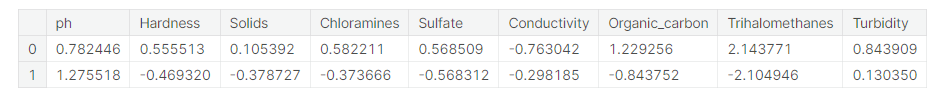 ph Hardness Solids Chloramines Sulfate Conductivity Organic_carbon Trihalomethanes Turbidity
0 0.782446 0.555513 0.105392 0.582211 0.568509 -0.763042 1.229256 2.143771 0.843909
1 1.275518 -0.469320 -0.378727 -0.373666 -0.568312 -0.298185 -0.843752 -2.104946 0.130350